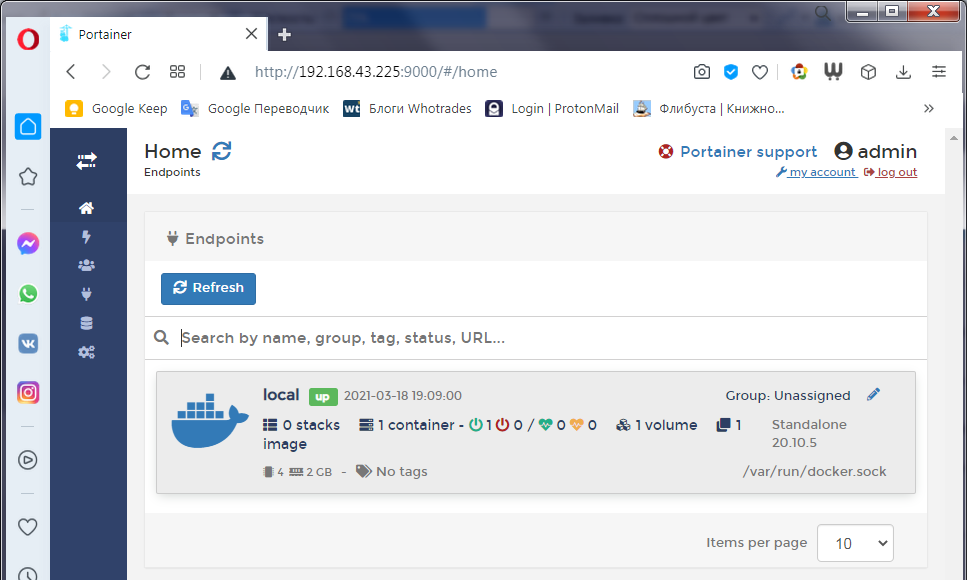 Portainer
http://192.168.43.225:9000/#/home
Google Keep Google Переводчик Wt Блоги Whotrades Login | ProtonMail Флибуста | Книжно...
Home Portainer support admin
Endpoints my account log out
Endpoints
Refresh
Search by name, group, tag, status, URL...
local up 2021-03-18 19:09:00 Group: Unassigned
0 stacks 1 container - 1 0 / 0 0 1 volume 1 Standalone
image 20.10.5
4 2 GB - No tags /var/run/docker.sock
Items per page 10